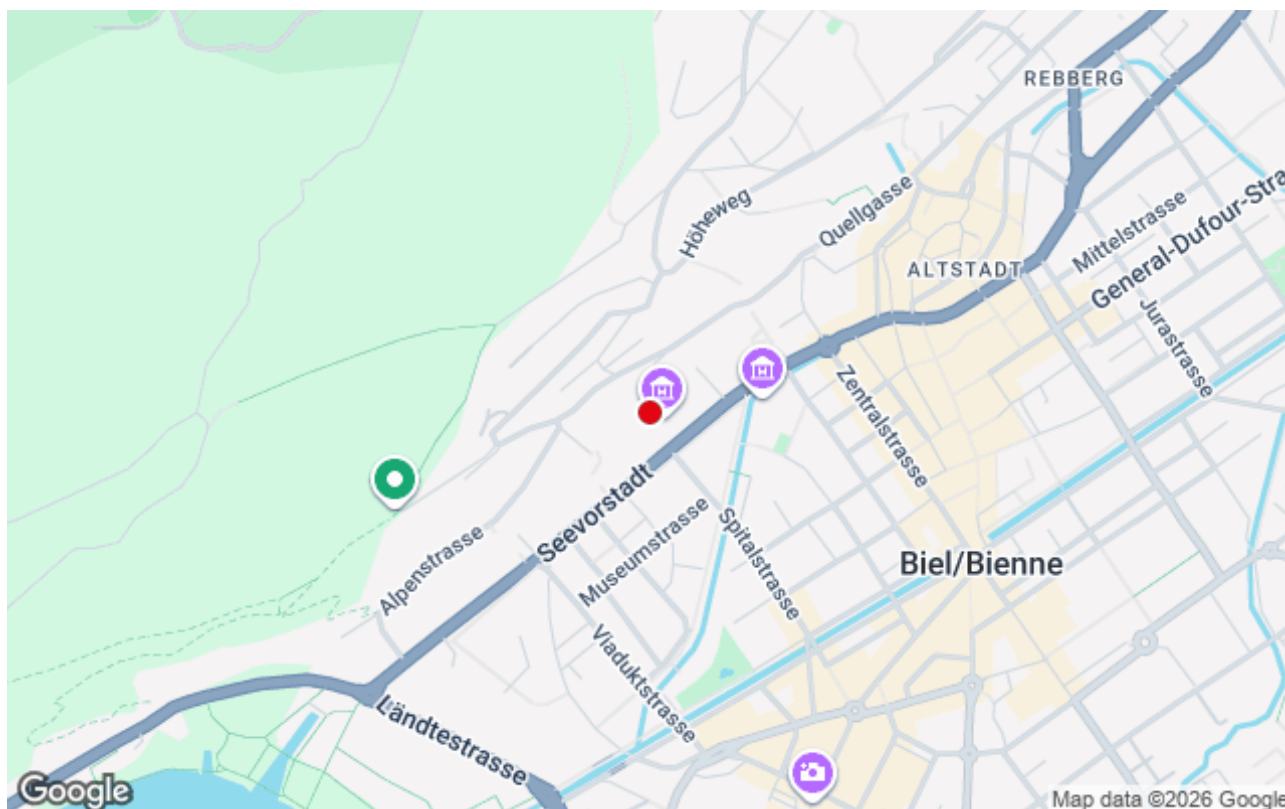 REBBERG
Höheweg
Quellgasse
Mittelstrasse
ALTSTADT
General-Dufour-Stra
Jurastrasse
Zentralstrasse
Seevorstadt
Spitalstrasse
Museumstrasse
Alpenstrasse
Biel/Bienne
Viaduktstrasse
Ländtestrasse
Google
Map data ©2026 Google